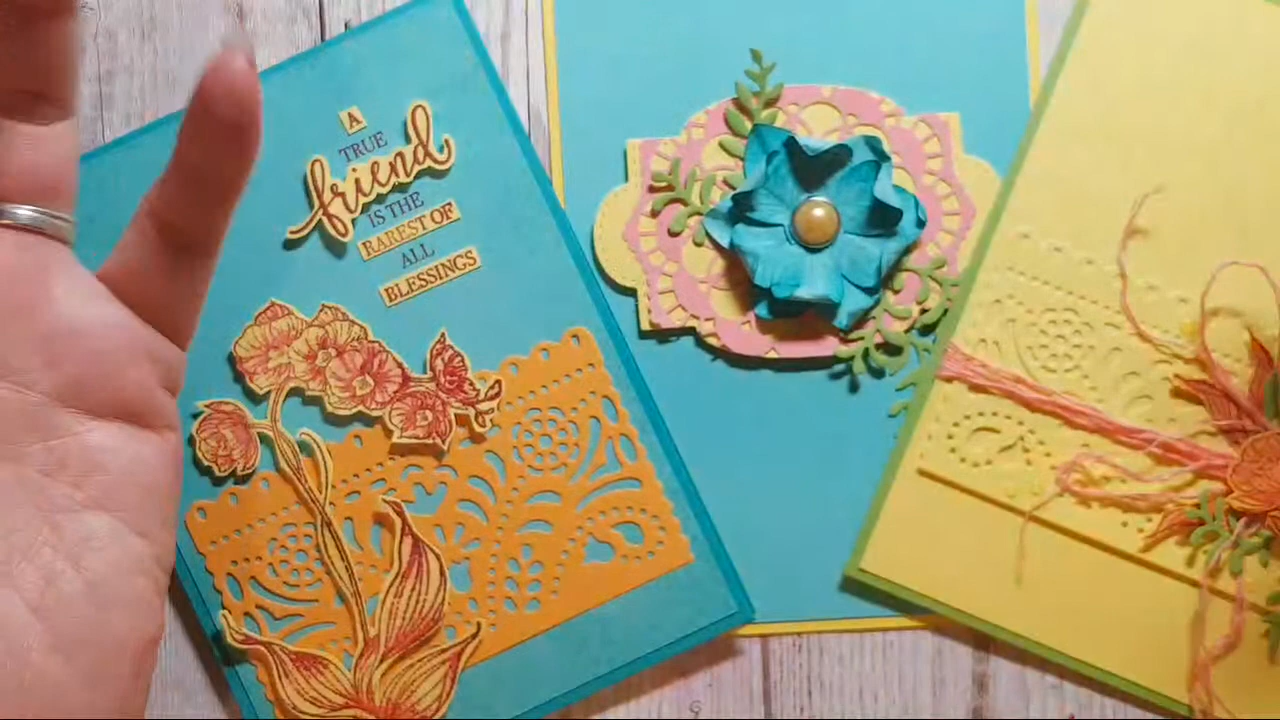 A
TRUE
friend
IS THE
RAREST OF
ALL
BLESSINGS